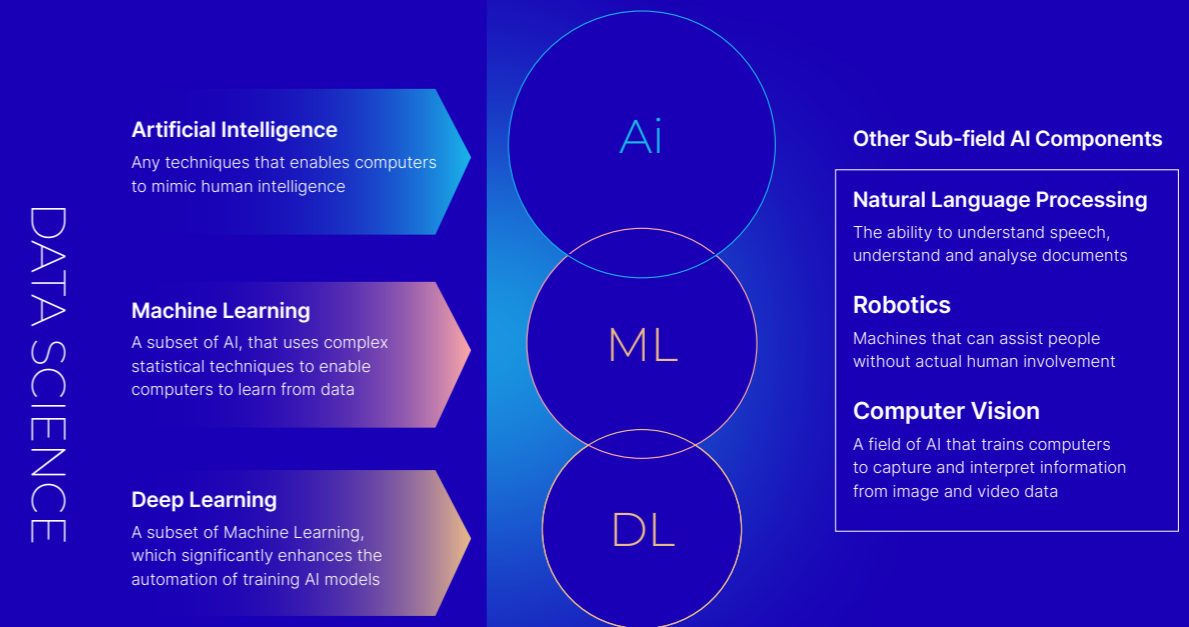 DATA SCIENCE
Artificial Intelligence
Any techniques that enables computers
to mimic human intelligence
Machine Learning
A subset of AI, that uses complex
statistical techniques to enable
computers to learn from data
Deep Learning
A subset of Machine Learning,
which significantly enhances the
automation of training AI models
Ai
ML
DL
Other Sub-field AI Components
Natural Language Processing
The ability to understand speech,
understand and analyse documents
Robotics
Machines that can assist people
without actual human involvement
Computer Vision
A field of AI that trains computers
to capture and interpret information
from image and video data